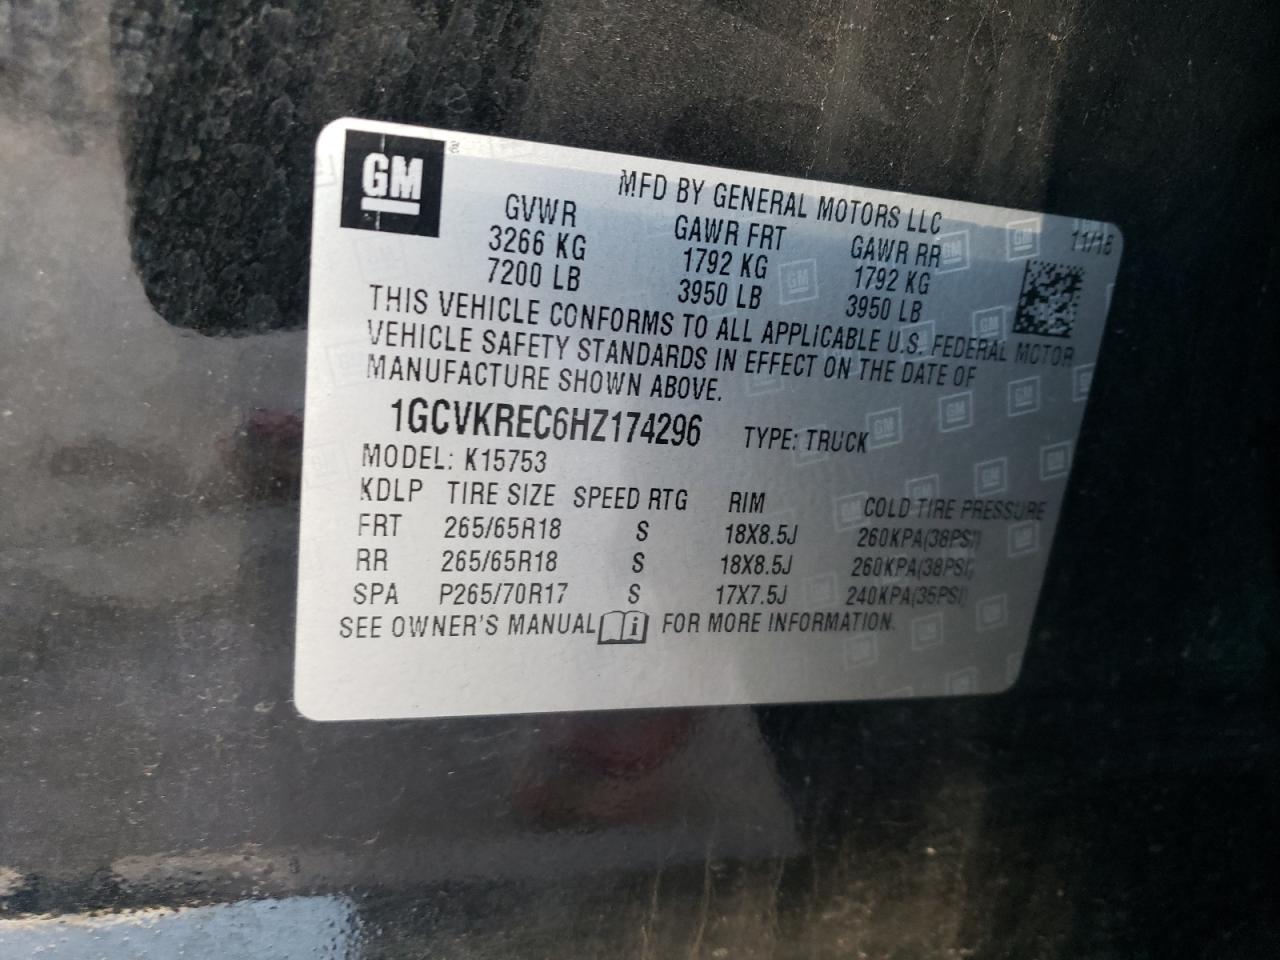 GM
MFD BY GENERAL MOTORS LLC
GVWR GAWR FRT GAWR RR 11/16
3266 KG 1792 KG 1792 KG
7200 LB 3950 LB 3950 LB
THIS VEHICLE CONFORMS TO ALL APPLICABLE U.S. FEDERAL MOTOR
VEHICLE SAFETY STANDARDS IN EFFECT ON THE DATE OF
MANUFACTURE SHOWN ABOVE.
1GCVKREC6HZ174296 TYPE: TRUCK
MODEL: K15753
KDLP TIRE SIZE SPEED RTG RIM COLD TIRE PRESSURE
FRT 265/65R18 S 18X8.5J 260KPA(38PSI)
RR 265/65R18 S 18X8.5J 260KPA(38PSI)
SPA P265/70R17 S 17X7.5J 240KPA(35PSI)
SEE OWNER'S MANUAL i FOR MORE INFORMATION.